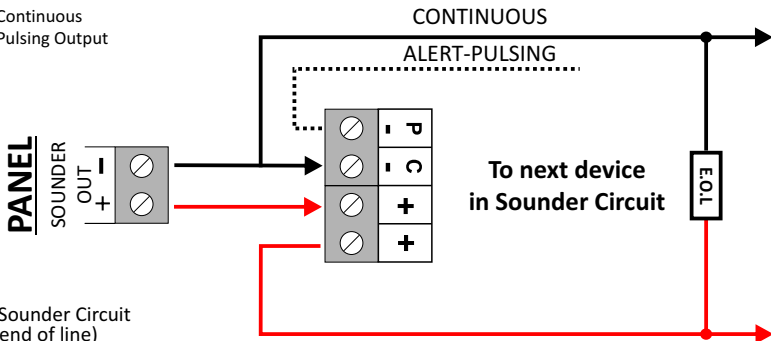 Continuous
Pulsing Output
CONTINUOUS
ALERT-PULSING
PANEL
SOUNDER
OUT
-
+
- P
- C
+
+
To next device
in Sounder Circuit
E.O.L
Sounder Circuit
end of line)